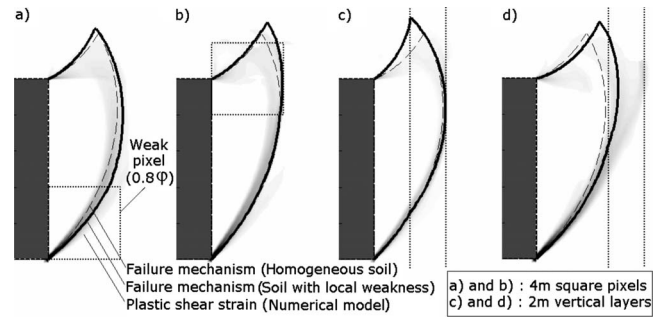 a)
b)
c)
d)
Weak
pixel
(0.8φ)
Failure mechanism (Homogeneous soil)
Failure mechanism (Soil with local weakness)
Plastic shear strain (Numerical model)
a) and b) : 4m square pixels
c) and d) : 2m vertical layers